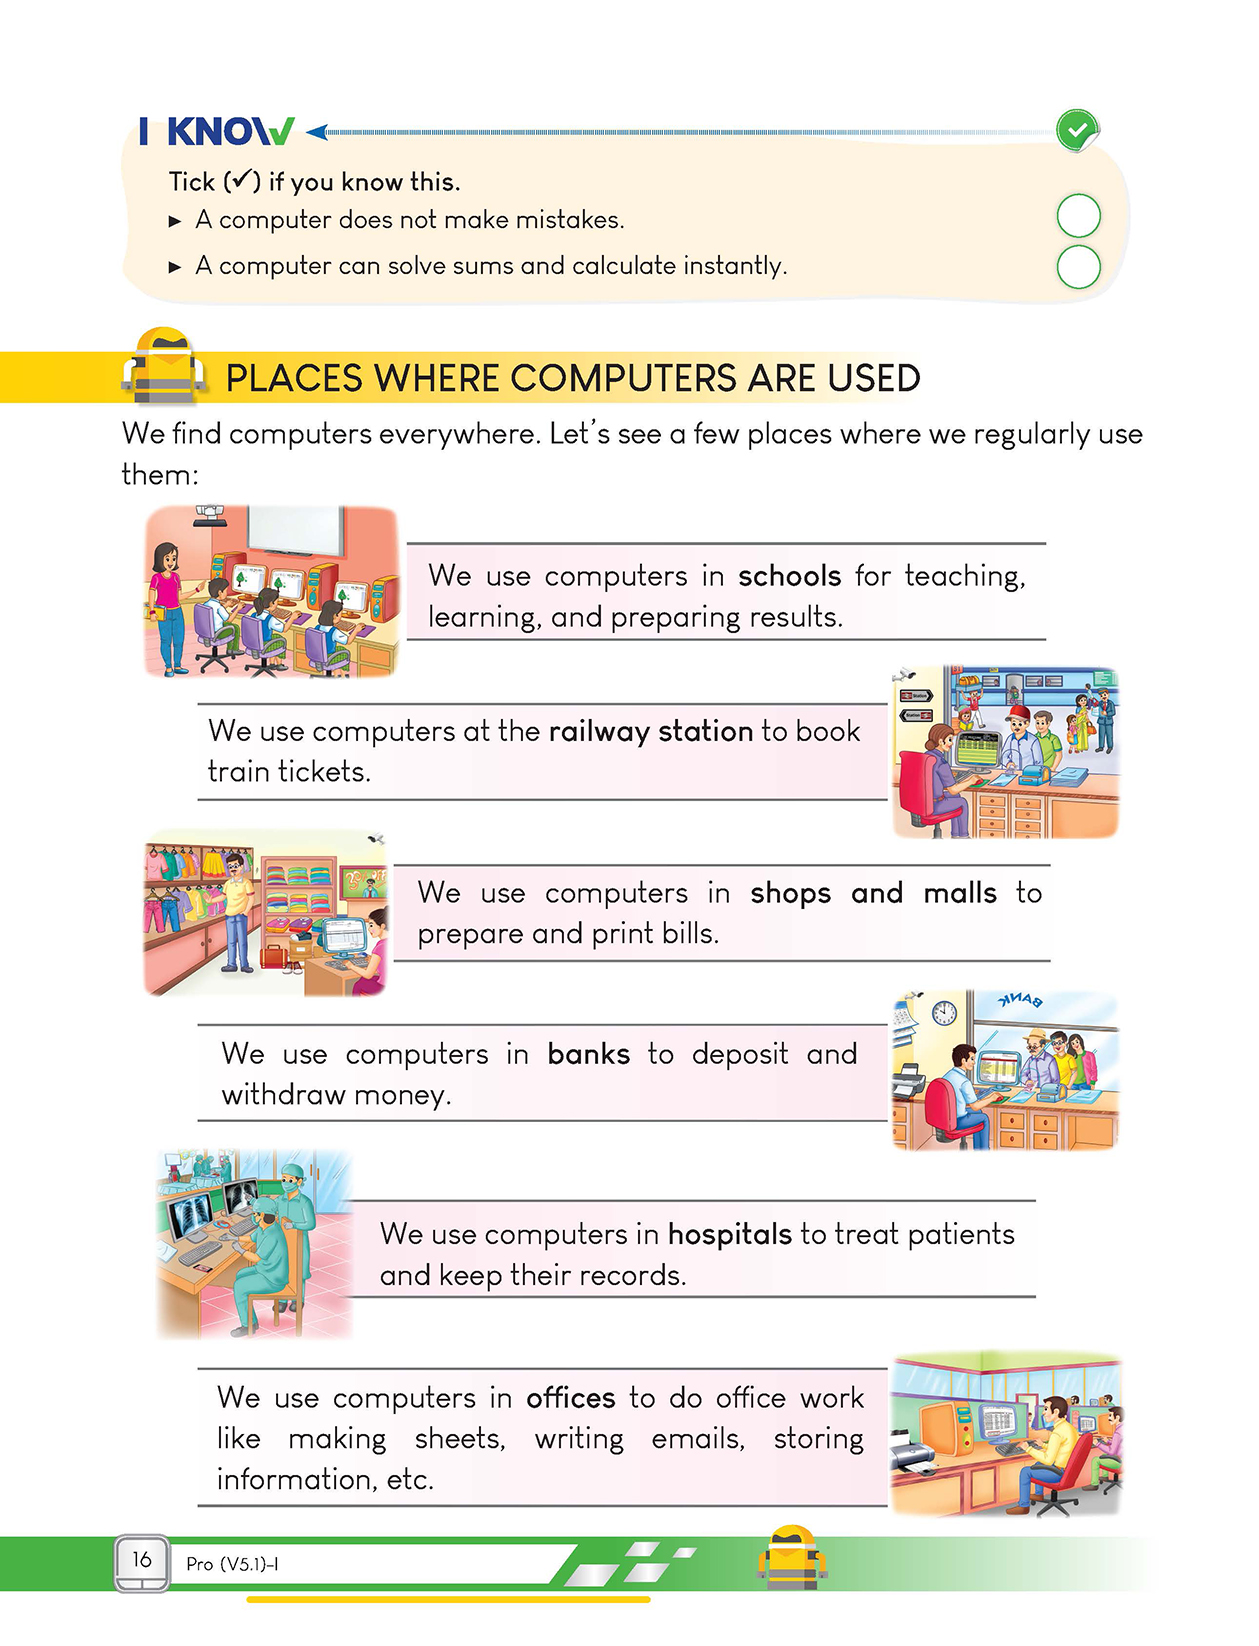 I KNOW
Tick (✓) if you know this.
► A computer does not make mistakes.
► A computer can solve sums and calculate instantly.
PLACES WHERE COMPUTERS ARE USED
We find computers everywhere. Let's see a few places where we regularly use
them:
We use computers in schools for teaching,
learning, and preparing results.
Station
Station
We use computers at the railway station to book
train tickets.
We use computers in shops and malls to
prepare and print bills.
BANK
We use computers in banks to deposit and
withdraw money.
We use computers in hospitals to treat patients
and keep their records.
We use computers in offices to do office work
like making sheets, writing emails, storing
information, etc.
16
Pro (V5.1)-I